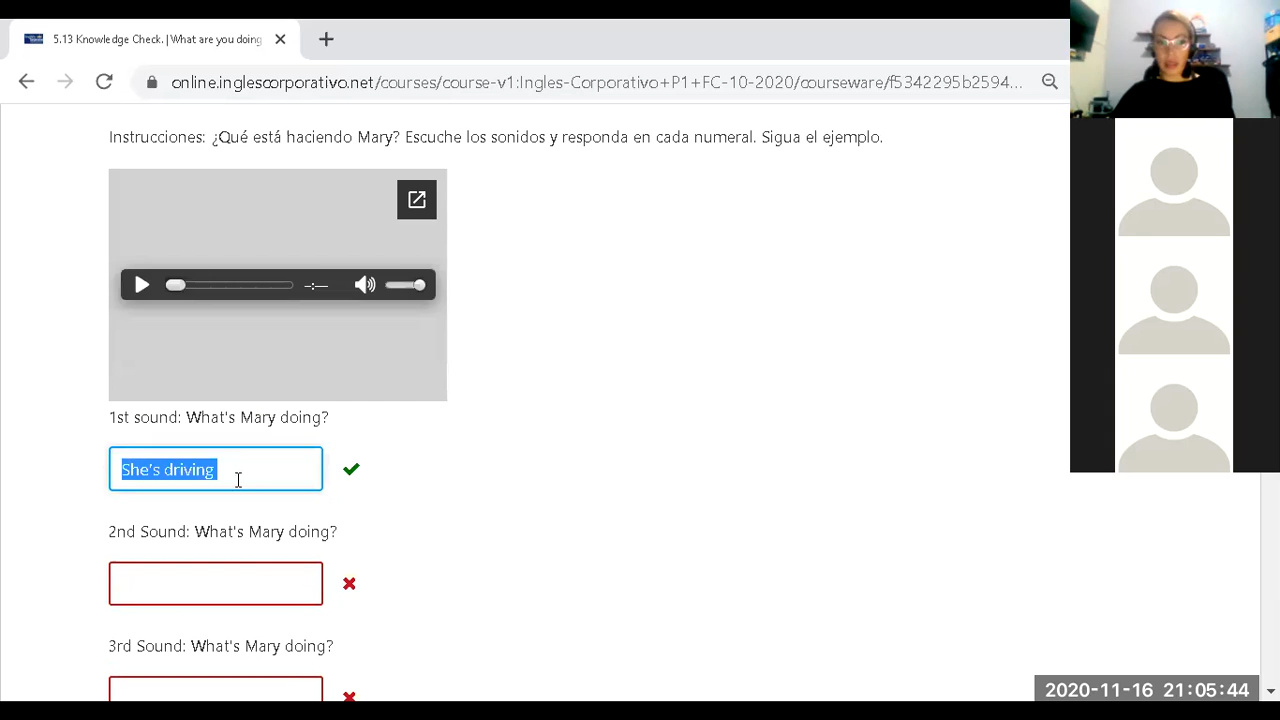 5.13 Knowledge Check. | What are you doing
online.inglescorporativo.net/courses/course-v1:Ingles-Corporativo+P1+FC-10-2020/courseware/f5342295b2594...
Instrucciones: ¿Qué está haciendo Mary? Escuche los sonidos y responda en cada numeral. Sigua el ejemplo.
-:--
1st sound: What's Mary doing?
She's driving
2nd Sound: What's Mary doing?
3rd Sound: What's Mary doing?
2020-11-16 21:05:44